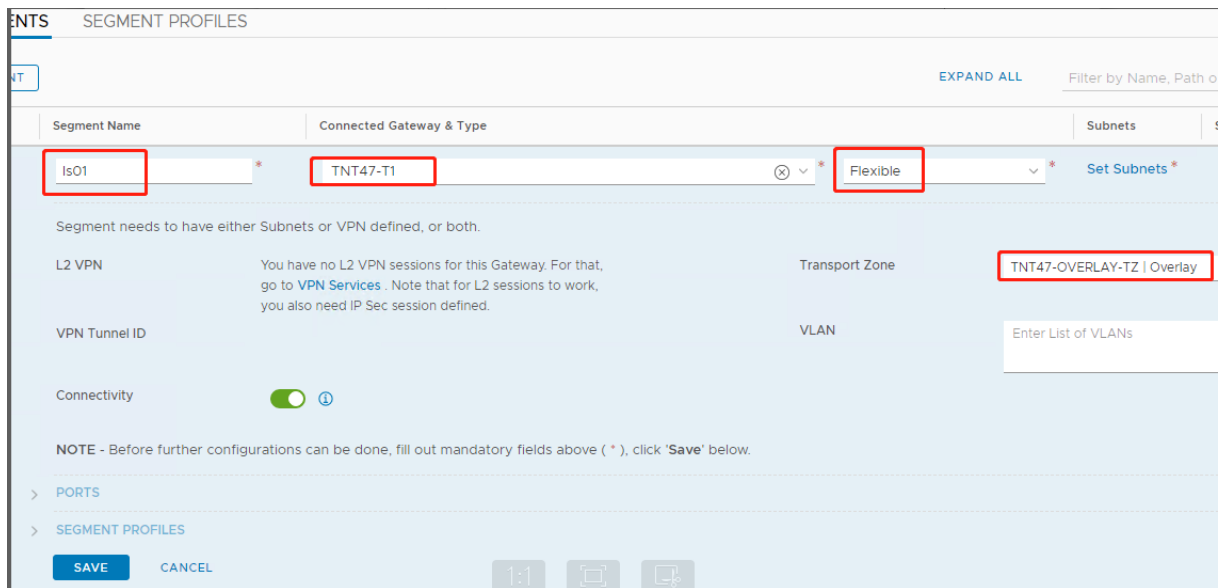 ENTS SEGMENT PROFILES
NT
EXPAND ALL Filter by Name, Path o
Segment Name Connected Gateway & Type Subnets S
ls01 * TNT47-T1 * Flexible * Set Subnets *
Segment needs to have either Subnets or VPN defined, or both.
L2 VPN You have no L2 VPN sessions for this Gateway. For that, Transport Zone TNT47-OVERLAY-TZ | Overlay
go to VPN Services . Note that for L2 sessions to work,
you also need IP Sec session defined.
VPN Tunnel ID VLAN Enter List of VLANs
Connectivity
NOTE - Before further configurations can be done, fill out mandatory fields above ( * ), click 'Save' below.
PORTS
SEGMENT PROFILES
SAVE CANCEL
1:1